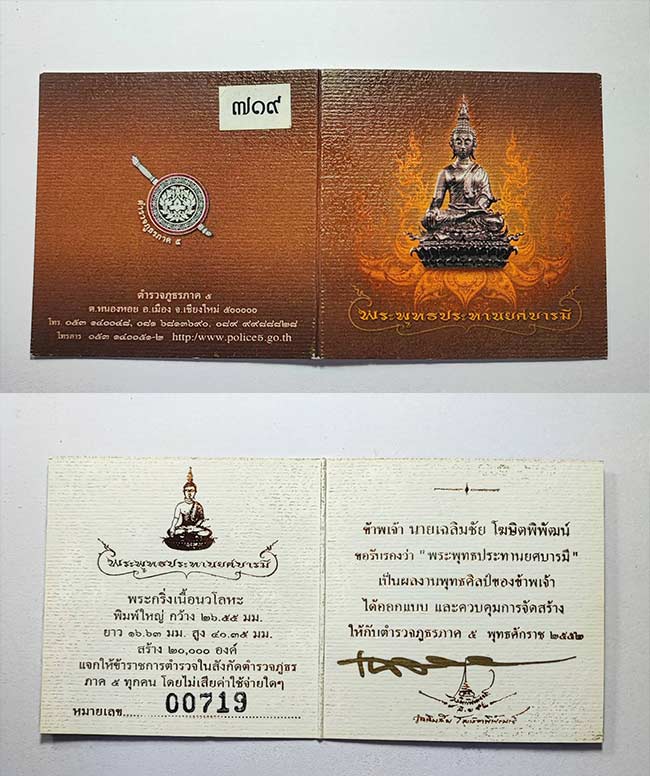 ๗๑๙
ตำรวจภูธรภาค ๕
ตำรวจภูธรภาค ๕
ต.หนองหอย อ.เมือง จ.เชียงใหม่ ๕๐๐๐๐๐
โทร. ๐๕๓ ๑๔๐๐๔๘, ๐๘๑ ๖๘๑๓๖๙๐, ๐๘๙ ๙๙๘๘๘๒๘
โทรสาร ๐๕๓ ๑๔๐๐๕๑-๒ http:/www.police5.go.th
พระพุทธประทานยศบารมี
พระพุทธประทานยศบารมี
พระกริ่งเนื้อนวโลหะ
พิมพ์ใหญ่ กว้าง ๒๖.๕๕ มม.
ยาว ๑๖.๖๓ มม. สูง ๔๐.๓๕ มม.
สร้าง ๒๐,๐๐๐ องค์
แจกให้ข้าราชการตำรวจในสังกัดตำรวจภูธร
ภาค ๕ ทุกคน โดยไม่เสียค่าใช้จ่ายใดๆ
หมายเลข.... 00719
ข้าพเจ้า นายเฉลิมชัย โฆษิตพิพัฒน์
ขอรับรองว่า "พระพุทธประทานยศบารมี"
เป็นผลงานพุทธศิลป์ของข้าพเจ้า
ได้ออกแบบ และควบคุมการจัดสร้าง
ให้กับตำรวจภูธรภาค ๕ พุทธศักราช ๒๕๕๒
เฉลิมชัย โฆษิตพิพัฒน์